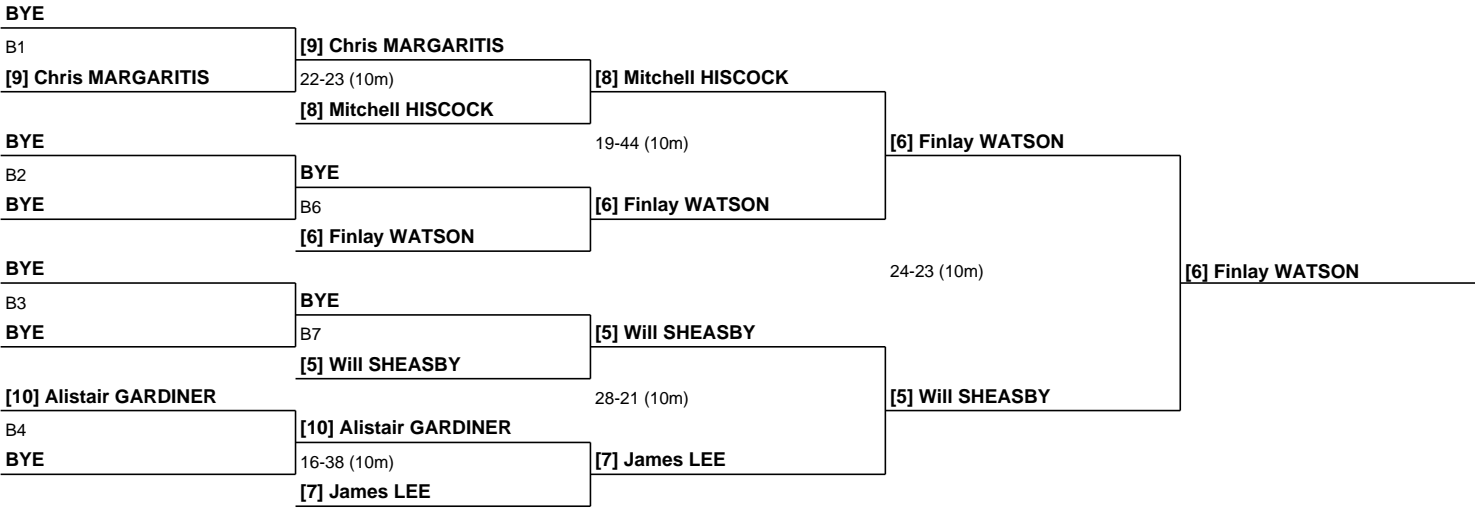 BYE
B1
[9] Chris MARGARITIS
BYE
B2
BYE
BYE
B3
BYE
[10] Alistair GARDINER
B4
BYE
[9] Chris MARGARITIS
22-23 (10m)
[8] Mitchell HISCOCK
BYE
B6
[6] Finlay WATSON
BYE
B7
[5] Will SHEASBY
[10] Alistair GARDINER
16-38 (10m)
[7] James LEE
[8] Mitchell HISCOCK
19-44 (10m)
[6] Finlay WATSON
[5] Will SHEASBY
28-21 (10m)
[7] James LEE
[6] Finlay WATSON
24-23 (10m)
[5] Will SHEASBY
[6] Finlay WATSON